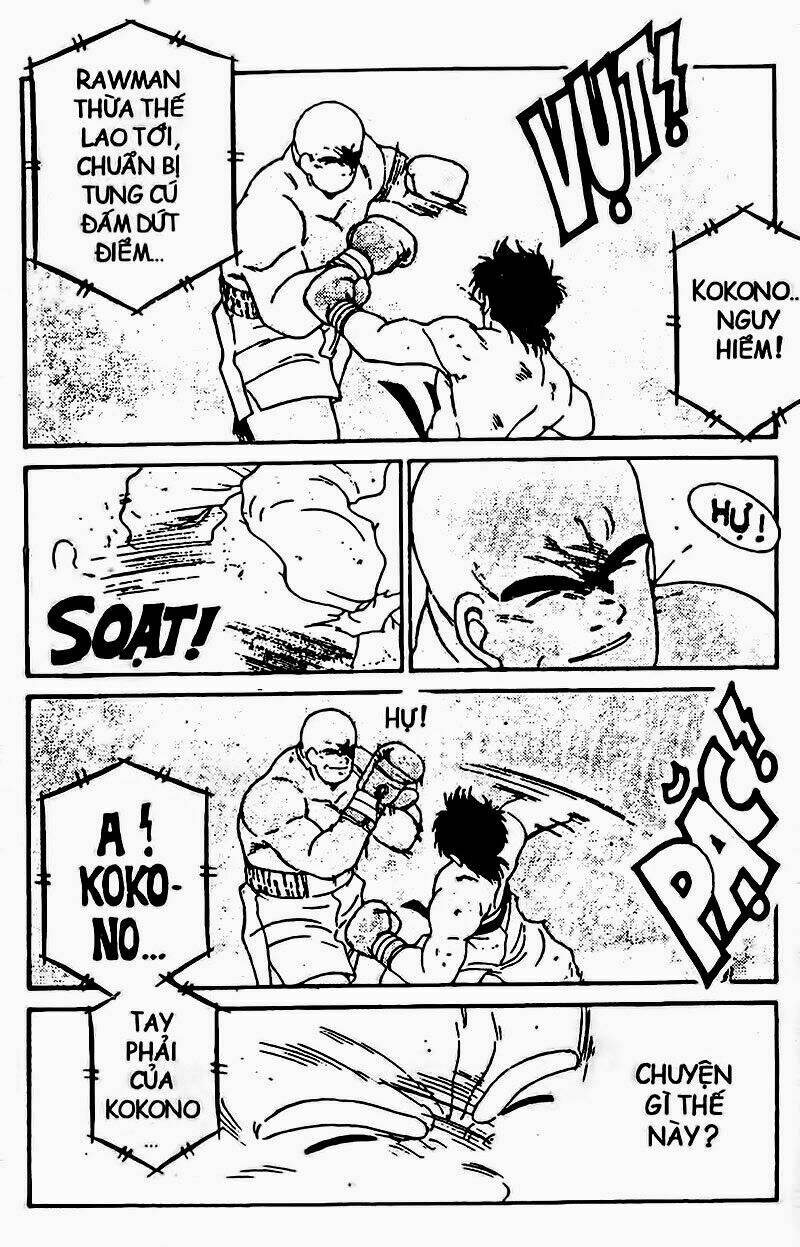 RAWMAN
THỪA THẾ
LAO TỚI,
CHUẨN BỊ
TUNG CÚ
ĐẤM DỨT
ĐIỂM...
VỤT!
KOKONO..
NGUY
HIỂM!
SOẠT!
HỰ!
HỰ!
PẶC!
A!
KOKO-
NO...
TAY
PHẢI
CỦA
KOKONO
...
CHUYỆN
GÌ THẾ
NÀY?